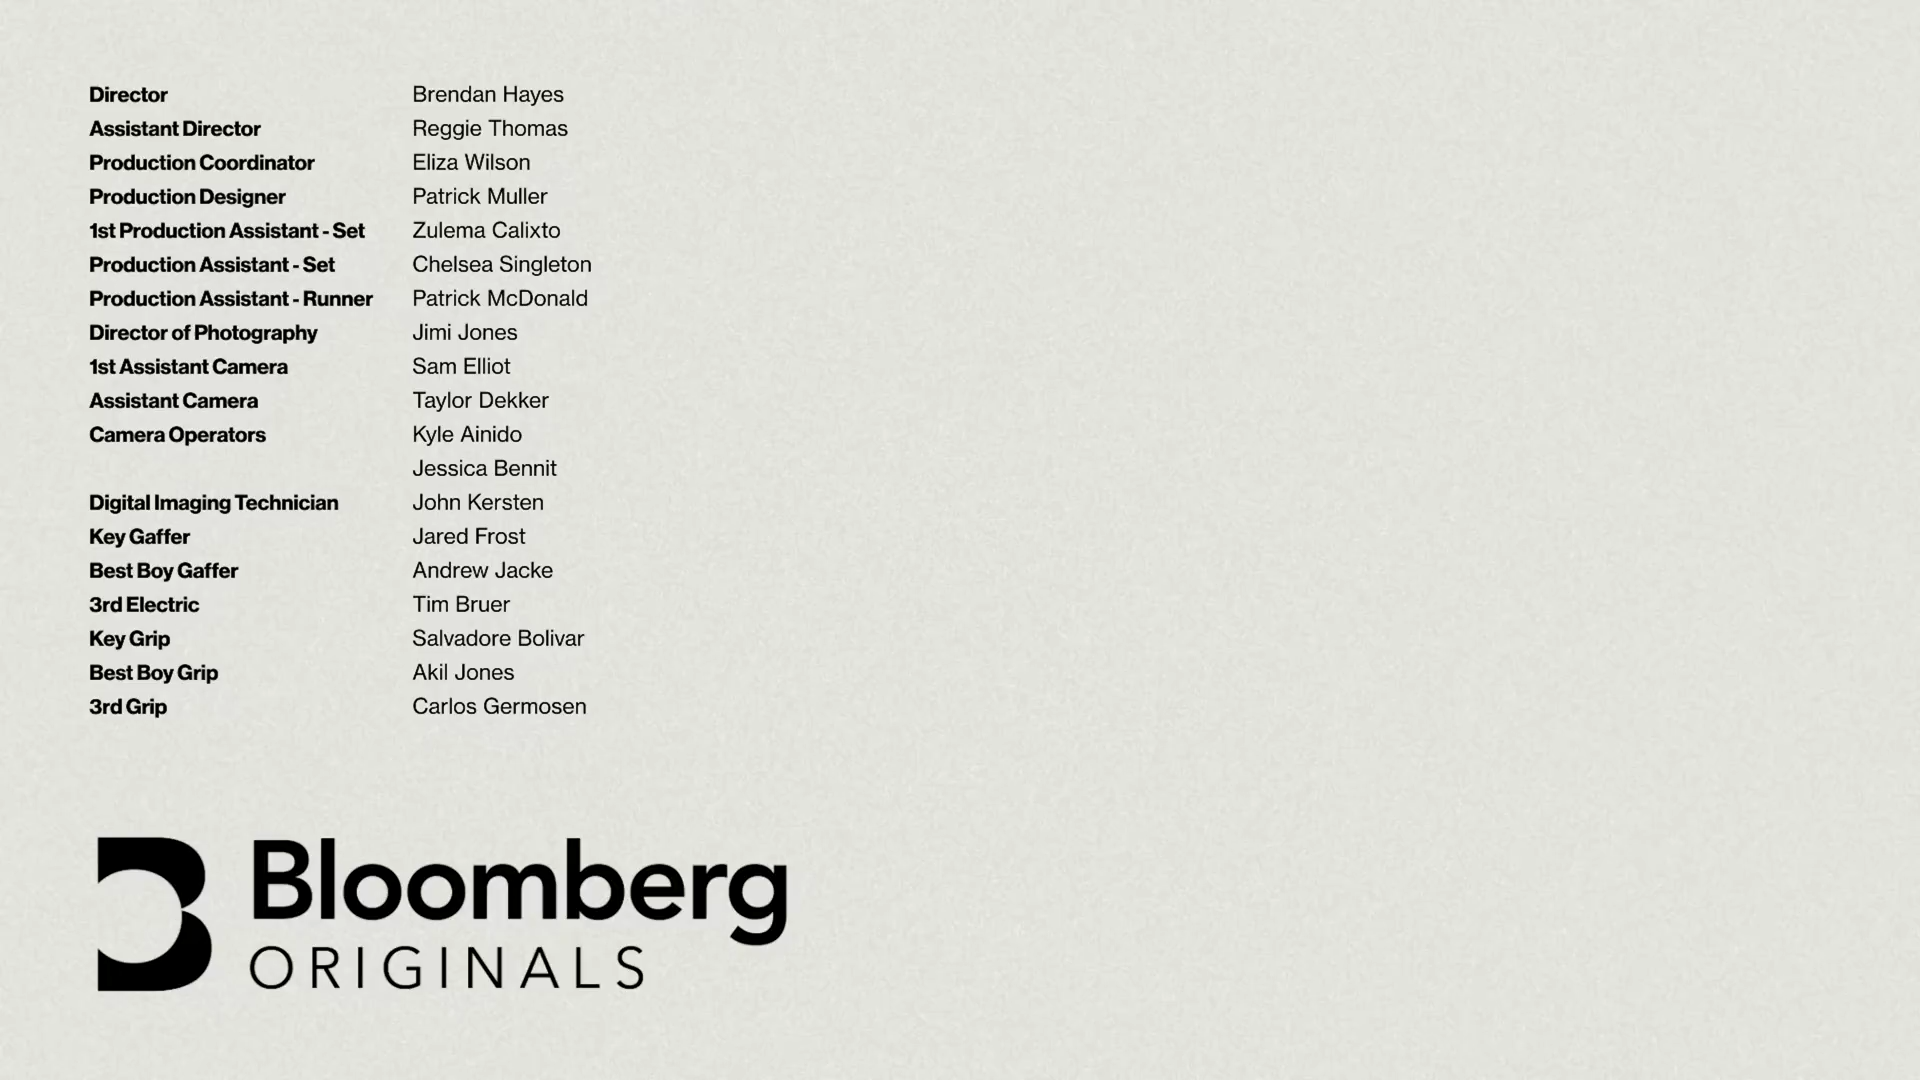 Director Brendan Hayes
Assistant Director Reggie Thomas
Production Coordinator Eliza Wilson
Production Designer Patrick Muller
1st Production Assistant - Set Zulema Calixto
Production Assistant - Set Chelsea Singleton
Production Assistant - Runner Patrick McDonald
Director of Photography Jimi Jones
1st Assistant Camera Sam Elliot
Assistant Camera Taylor Dekker
Camera Operators Kyle Ainido
Jessica Bennit
Digital Imaging Technician John Kersten
Key Gaffer Jared Frost
Best Boy Gaffer Andrew Jacke
3rd Electric Tim Bruer
Key Grip Salvadore Bolivar
Best Boy Grip Akil Jones
3rd Grip Carlos Germosen
Bloomberg
ORIGINALS